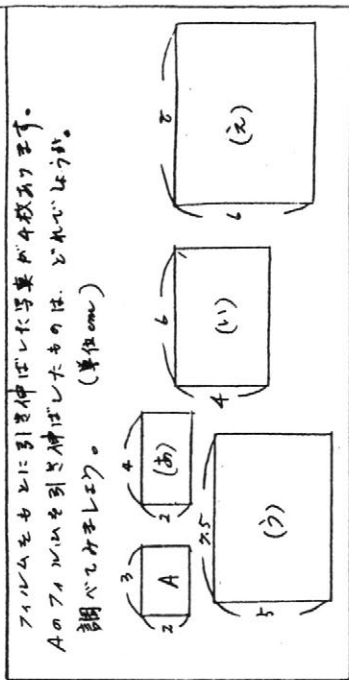 フィルムをもとに引き伸ばした写真が4枚あります。
Aのフィルムを引き伸ばしたものは、どれでしょうか。
調べてみましょう。 (単位cm)
3
2
A
4
2
(あ)
6
4
(い)
7.5
5
(う)
8
6
(え)